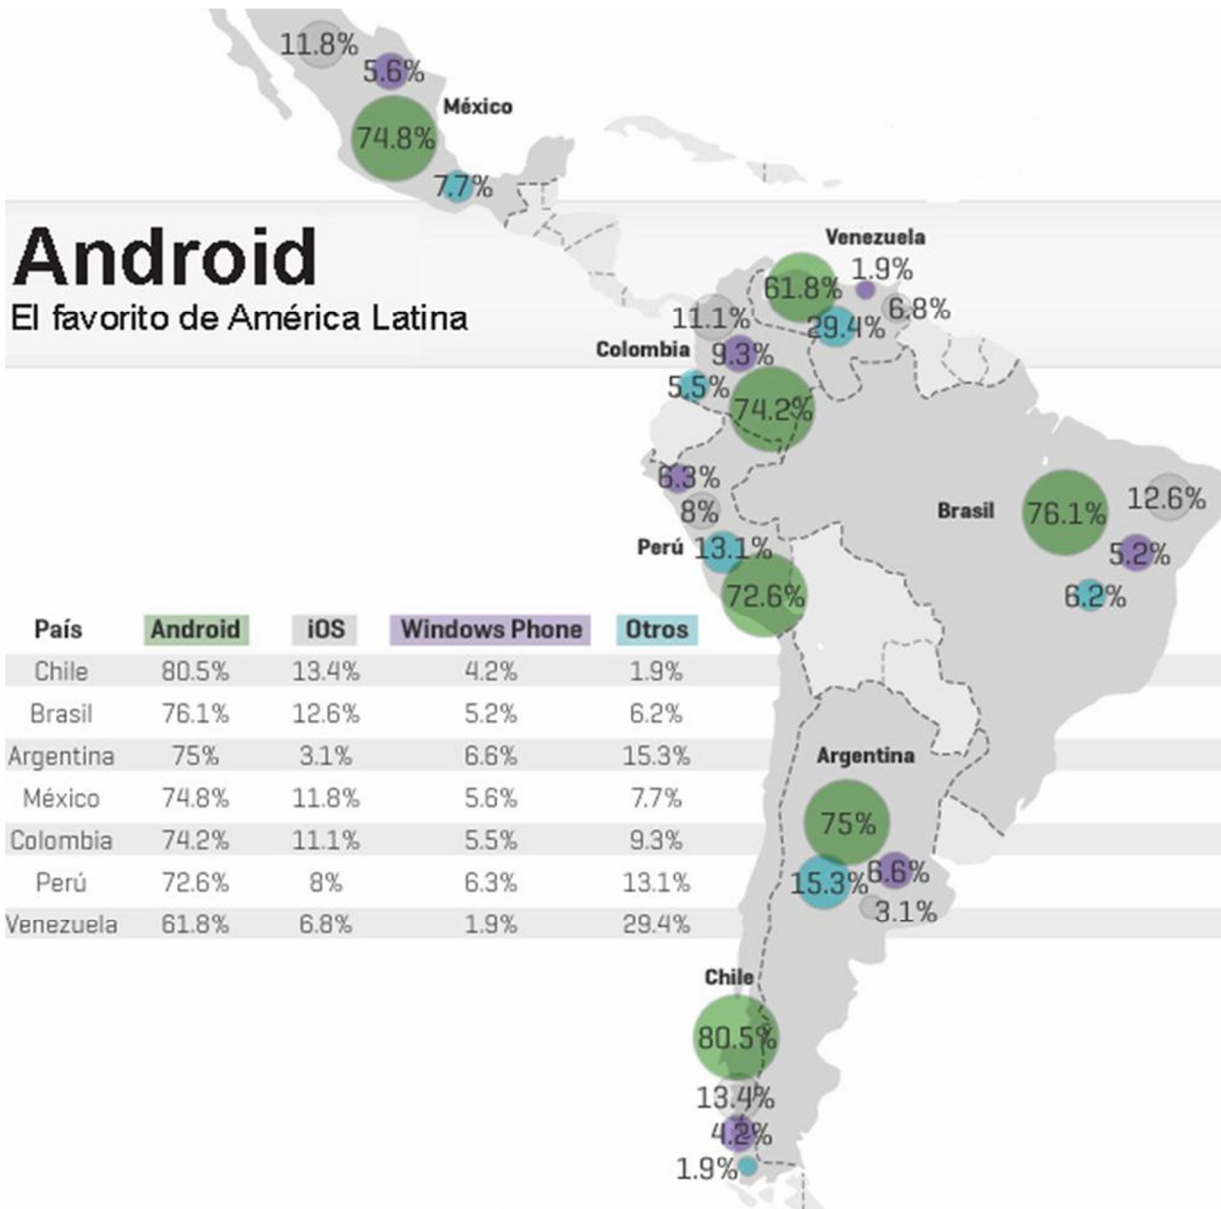 11.8%
5.6%
México
74.8%
7.7%
Android
El favorito de América Latina
Venezuela
1.9%
61.8%
6.8%
29.4%
11.1%
Colombia
9.3%
5.5%
74.2%
6.3%
8%
Perú
13.1%
72.6%
Brasil
76.1%
12.6%
5.2%
6.2%
País Android iOS Windows Phone Otros
Chile 80.5% 13.4% 4.2% 1.9%
Brasil 76.1% 12.6% 5.2% 6.2%
Argentina 75% 3.1% 6.6% 15.3%
México 74.8% 11.8% 5.6% 7.7%
Colombia 74.2% 11.1% 5.5% 9.3%
Perú 72.6% 8% 6.3% 13.1%
Venezuela 61.8% 6.8% 1.9% 29.4%
Argentina
75%
15.3%
6.6%
3.1%
Chile
80.5%
13.4%
4.2%
1.9%